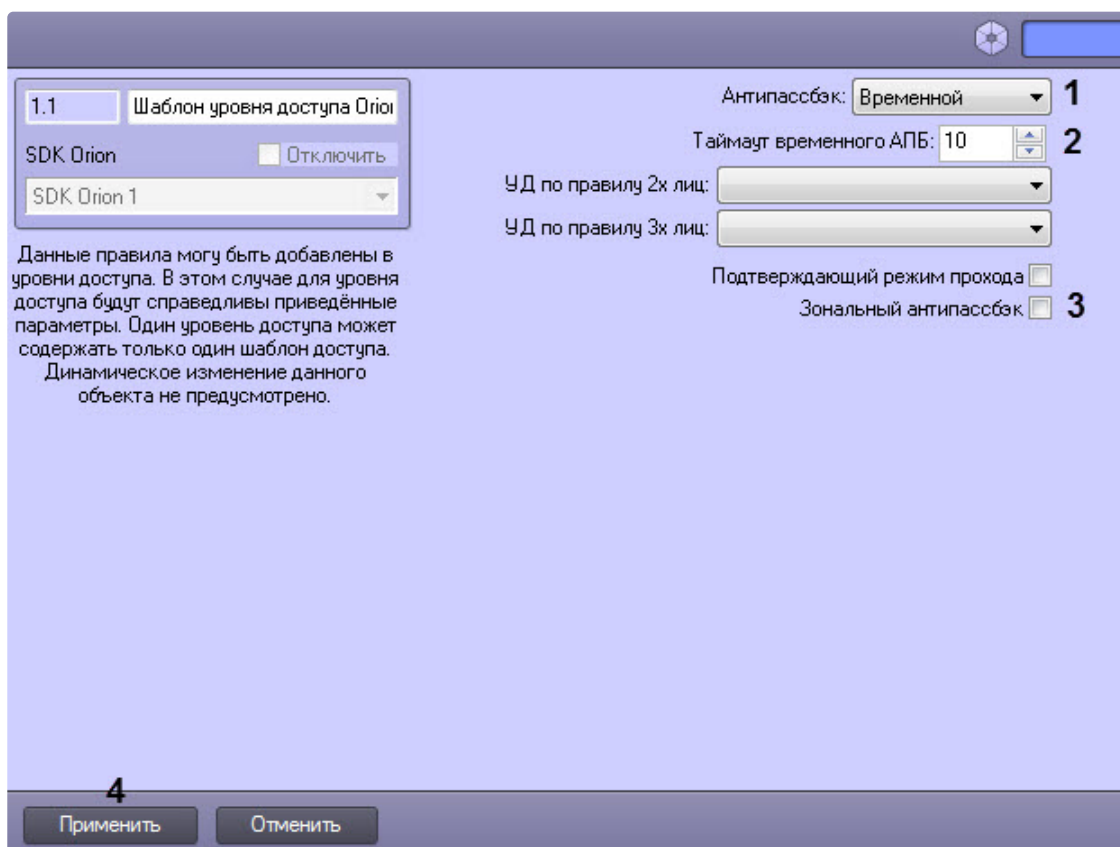 1.1 Шаблон уровня доступа Orion
SDK Orion Отключить
SDK Orion 1
Данные правила могу быть добавлены в
уровни доступа. В этом случае для уровня
доступа будут справедливы приведённые
параметры. Один уровень доступа может
содержать только один шаблон доступа.
Динамическое изменение данного
объекта не предусмотрено.
Антипассбэк: Временной 1
Таймаут временного АПБ: 10 2
УД по правилу 2х лиц:
УД по правилу 3х лиц:
Подтверждающий режим прохода
Зональный антипассбэк 3
4
Применить Отменить